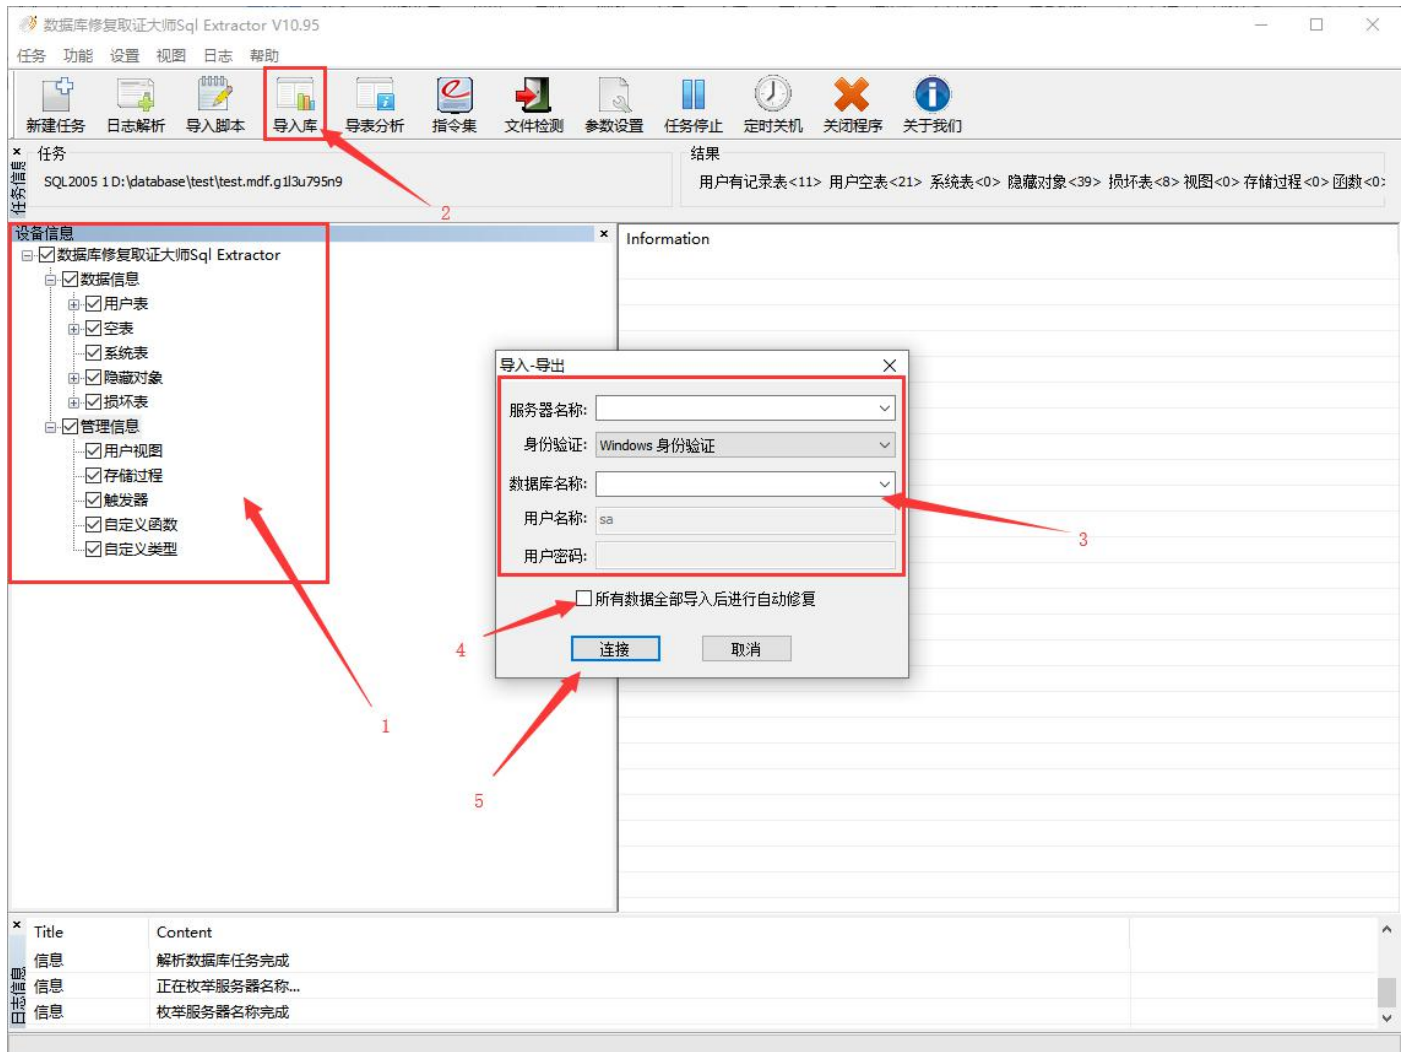 数据库修复取证大师Sql Extractor V10.95
任务 功能 设置 视图 日志 帮助
新建任务 日志解析 导入脚本 导入库 导表分析 指令集 文件检测 参数设置 任务停止 定时关机 关闭程序 关于我们
任务信息
任务
SQL2005 1 D:\database\test\test.mdf.g1l3u795n9
结果
用户有记录表<11> 用户空表<21> 系统表<0> 隐藏对象<39> 损坏表<8> 视图<0> 存储过程<0> 函数<0>
2
设备信息
数据库修复取证大师Sql Extractor
数据信息
用户表
空表
系统表
隐藏对象
损坏表
管理信息
用户视图
存储过程
触发器
自定义函数
自定义类型
1
Information
导入-导出
服务器名称:
身份验证: Windows 身份验证
数据库名称:
用户名称: sa
用户密码:
3
所有数据全部导入后进行自动修复
4
连接 取消
5
日志信息
Title Content
信息 解析数据库任务完成
信息 正在枚举服务器名称...
信息 枚举服务器名称完成